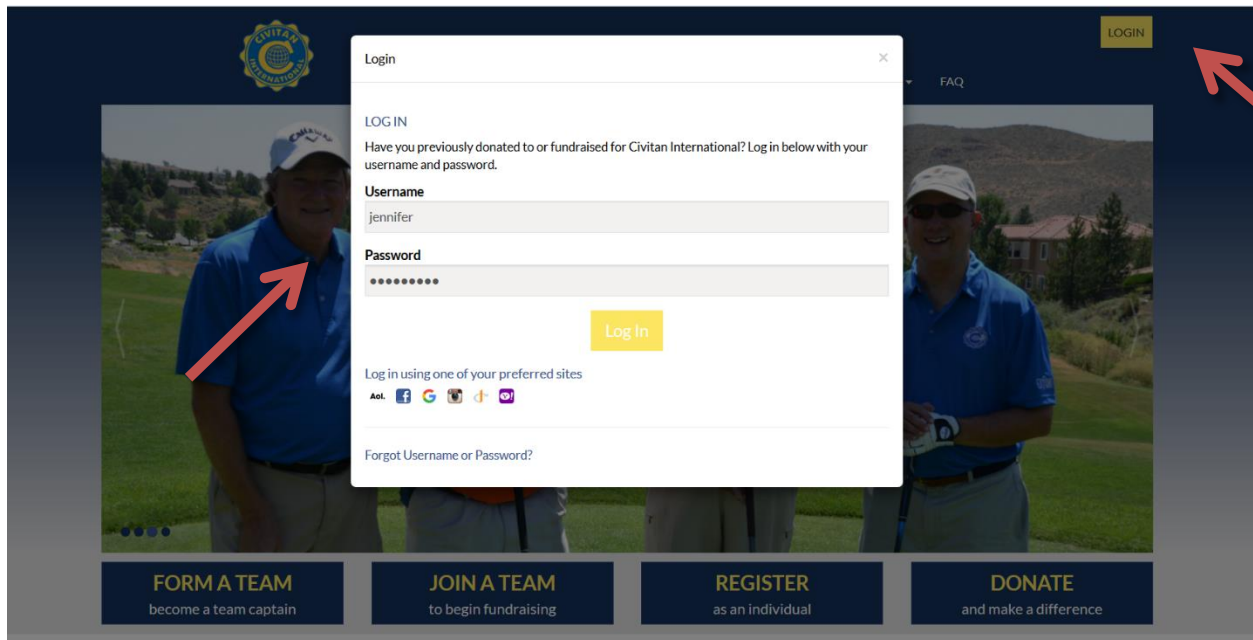 CIVITAN
INTERNATIONAL
LOGIN
FAQ
Login
×
LOG IN
Have you previously donated to or fundraised for Civitan International? Log in below with your
username and password.
Username
jennifer
Password
•••••••••
Log In
Log in using one of your preferred sites
Aol. f G d Y!
Forgot Username or Password?
CALLAWAY
FORM A TEAM
become a team captain
JOIN A TEAM
to begin fundraising
REGISTER
as an individual
DONATE
and make a difference